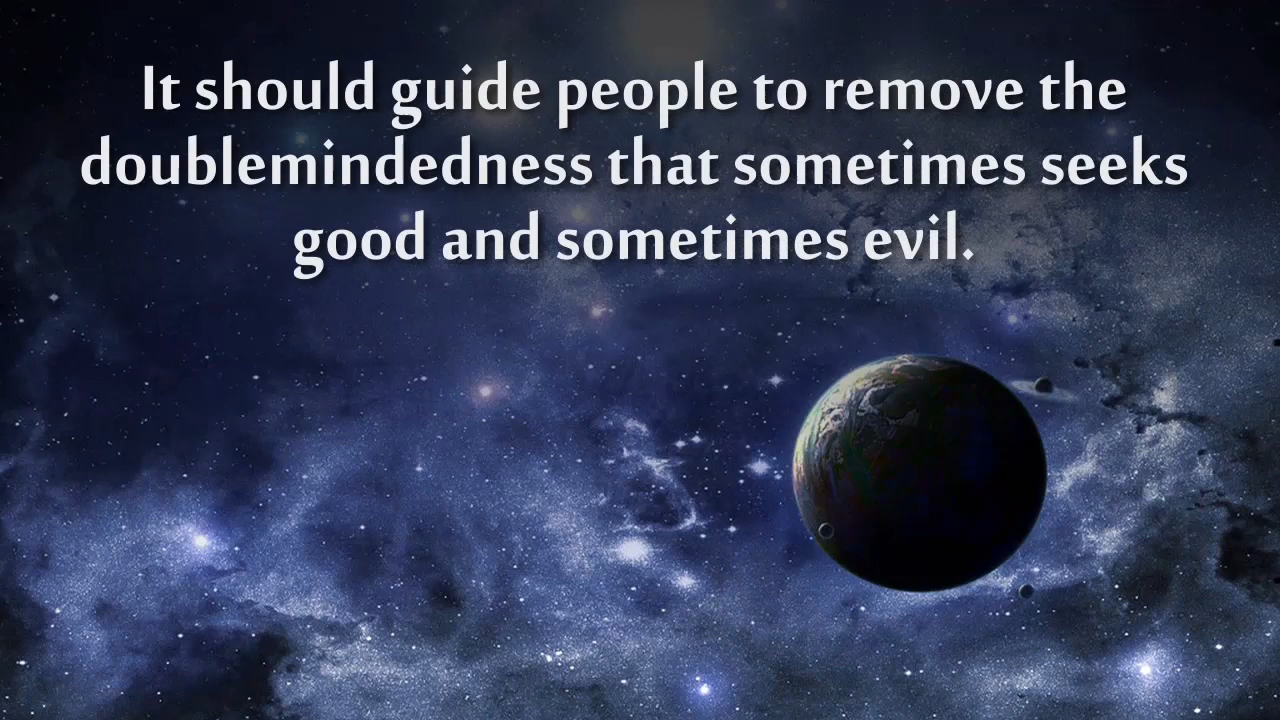 It should guide people to remove the
doublemindedness that sometimes seeks
good and sometimes evil.